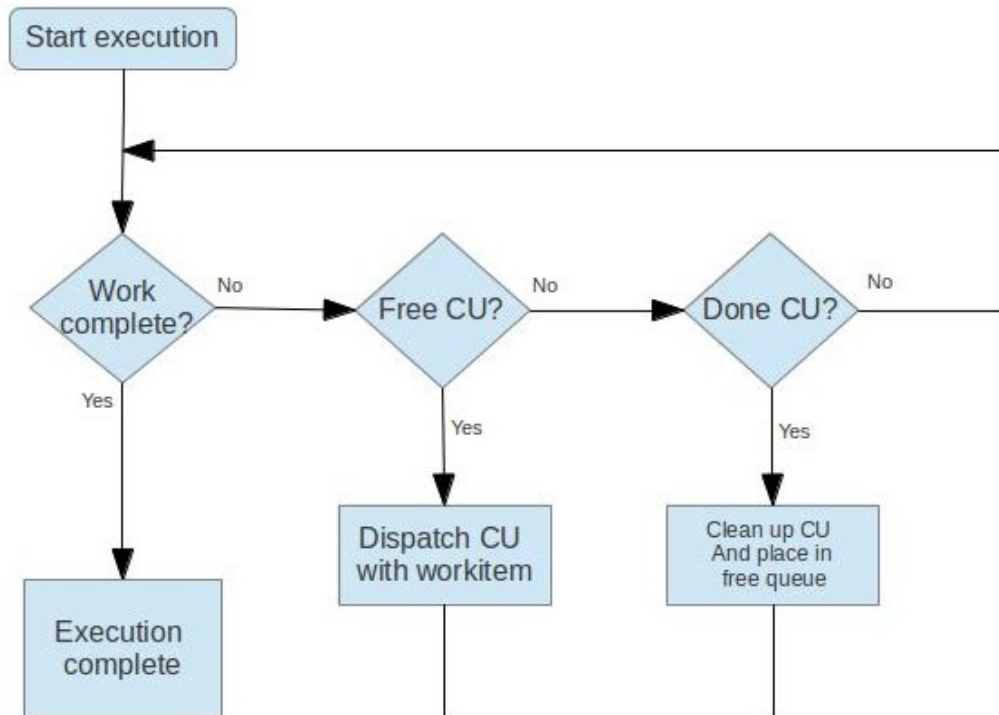 Start execution
Work
complete?
No
Free CU?
No
Done CU?
No
Yes
Yes
Yes
Dispatch CU
with workitem
Clean up CU
And place in
free queue
Execution
complete